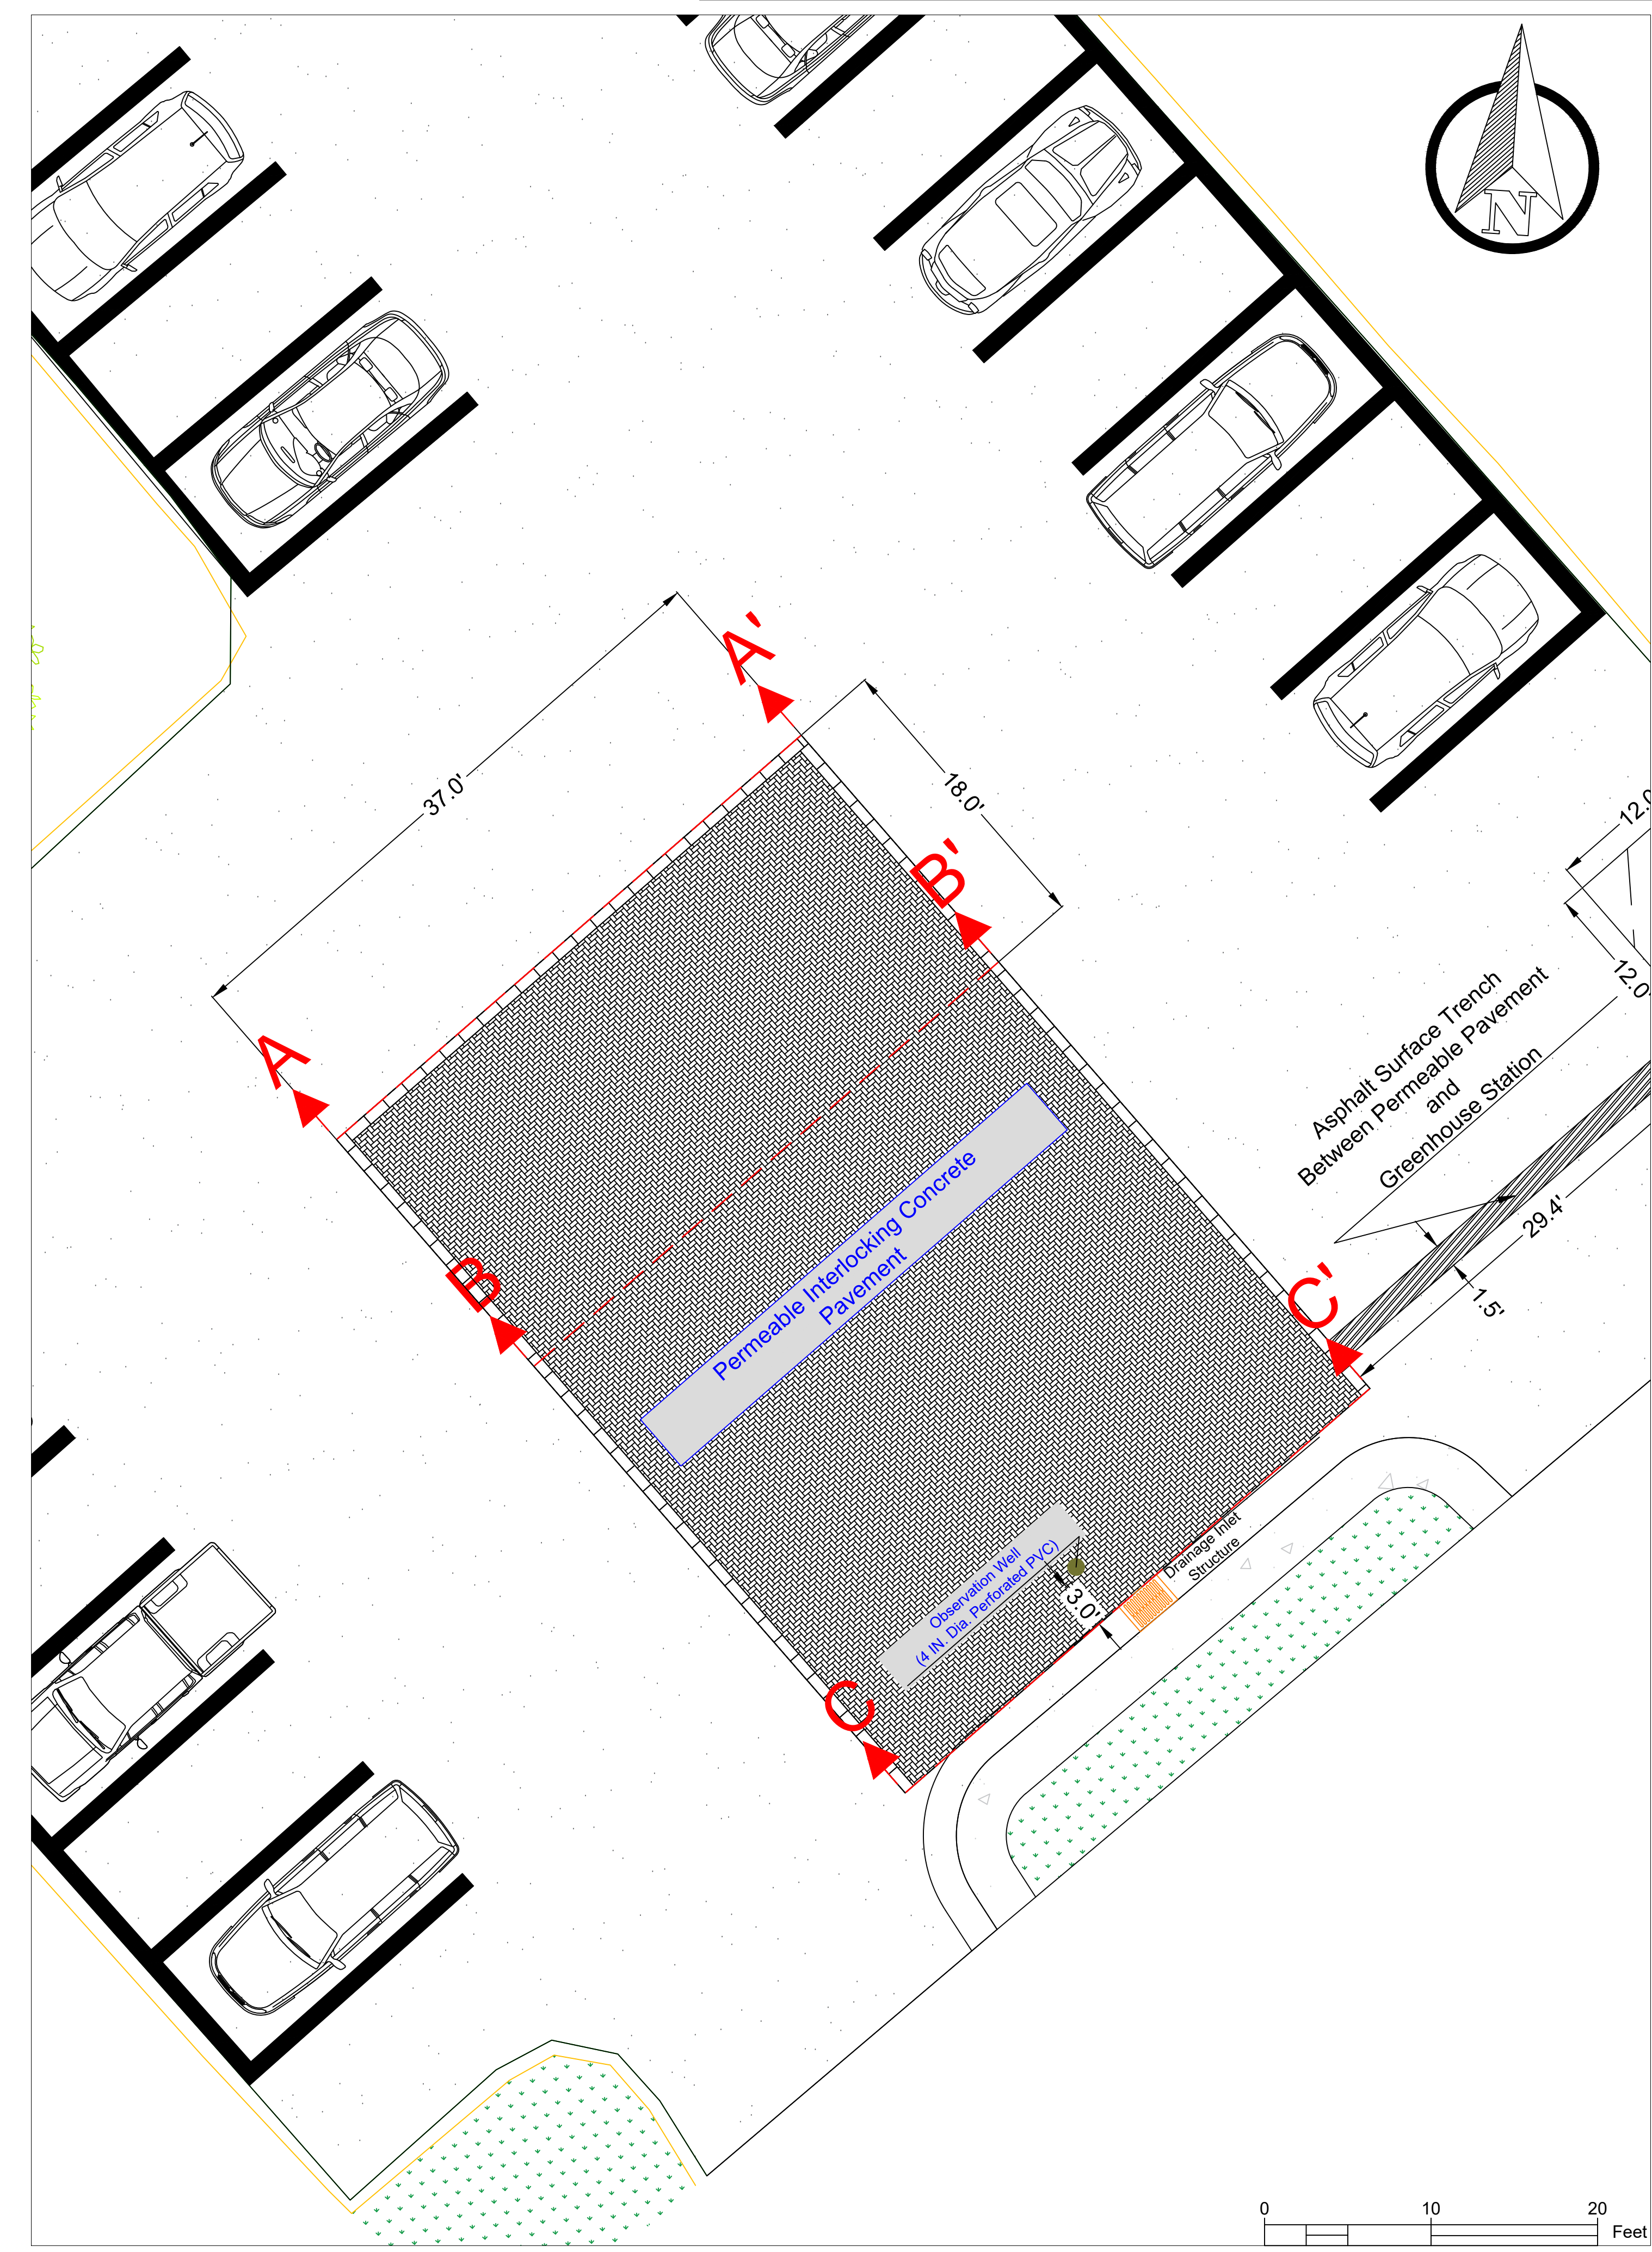 N
A'
37.0'
18.0'
B'
12.0
12.0
A
Asphalt Surface Trench
Between Permeable Pavement
and
Greenhouse Station
Permeable Interlocking Concrete
Pavement
29.4'
1.5'
B
C'
Drainage Inlet
Structure
Observation Well
(4 IN. Dia. Perforated PVC)
3.0'
C
0 10 20
Feet